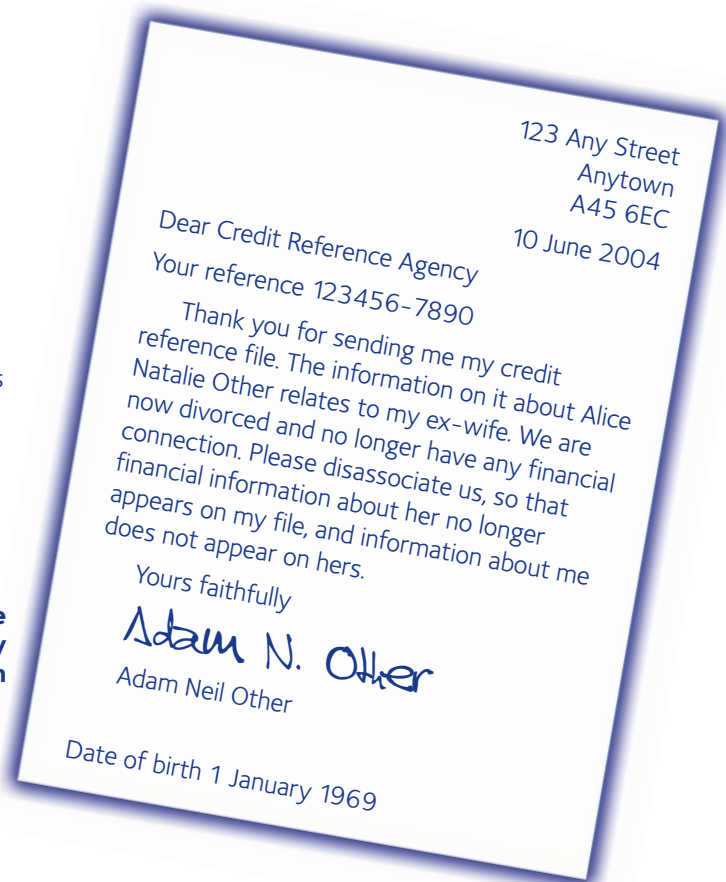 123 Any Street
Anytown
A45 6EC
10 June 2004
Dear Credit Reference Agency
Your reference 123456-7890
Thank you for sending me my credit
reference file. The information on it about Alice
Natalie Other relates to my ex-wife. We are
now divorced and no longer have any financial
connection. Please disassociate us, so that
financial information about her no longer
appears on my file, and information about me
does not appear on hers.
Yours faithfully
Adam N. Other
Adam Neil Other
Date of birth 1 January 1969